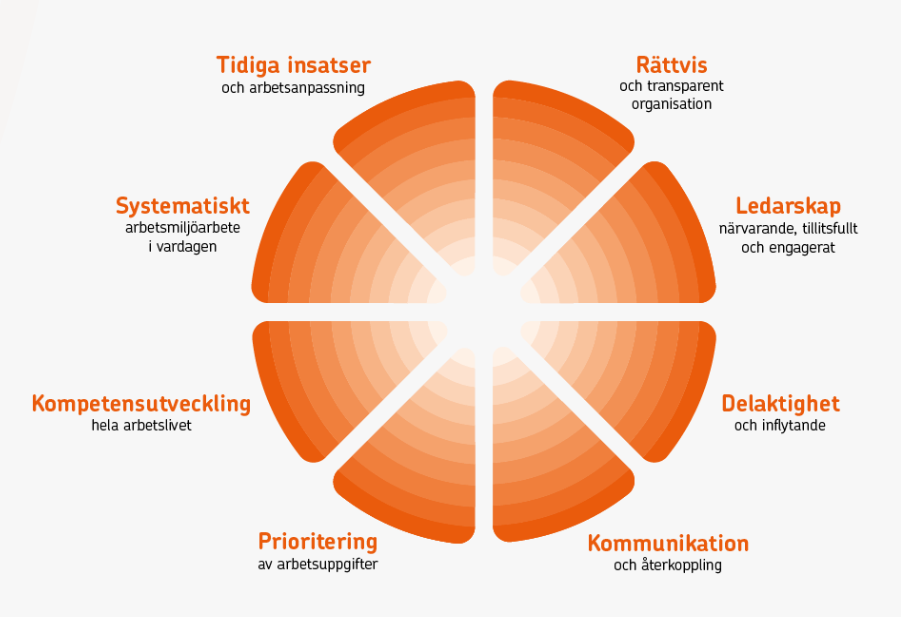 Tidiga insatser
och arbetsanpassning
Rättvis
och transparent
organisation
Ledarskap
närvarande, tillitsfullt
och engagerat
Delaktighet
och inflytande
Kommunikation
och återkoppling
Prioritering
av arbetsuppgifter
Kompetensutveckling
hela arbetslivet
Systematiskt
arbetsmiljöarbete
i vardagen